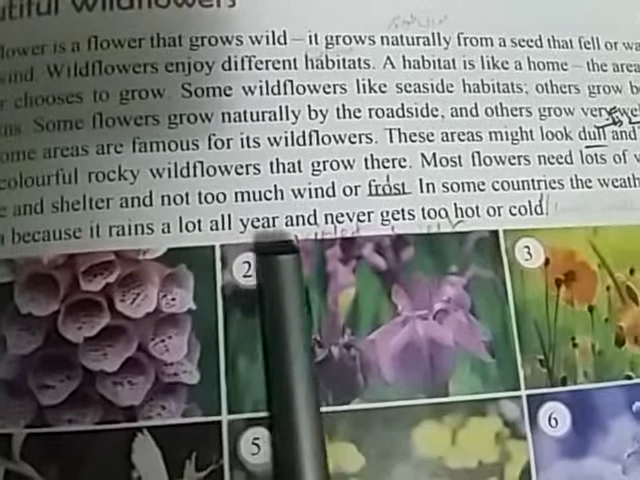 utiful Wildflowers
lower is a flower that grows wild – it grows naturally from a seed that fell or wa
wind. Wildflowers enjoy different habitats. A habitat is like a home – the area
r chooses to grow. Some wildflowers like seaside habitats; others grow b
ns. Some flowers grow naturally by the roadside, and others grow very wel
ome areas are famous for its wildflowers. These areas might look dull and
colourful rocky wildflowers that grow there. Most flowers need lots of w
e and shelter and not too much wind or frost. In some countries the weath
because it rains a lot all year and never gets too hot or cold.
2
3
5
6